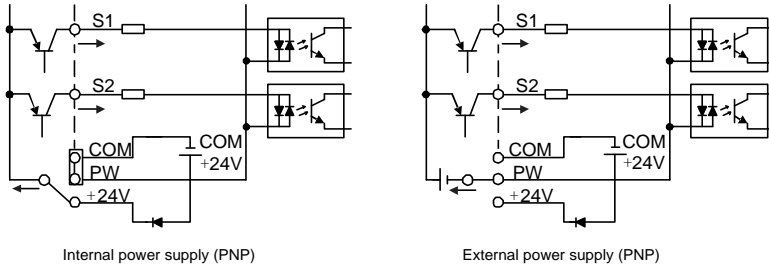 S1
S2
COM
COM
PW
+24V
+24V
Internal power supply (PNP)
S1
S2
COM
COM
+24V
PW
+24V
External power supply (PNP)